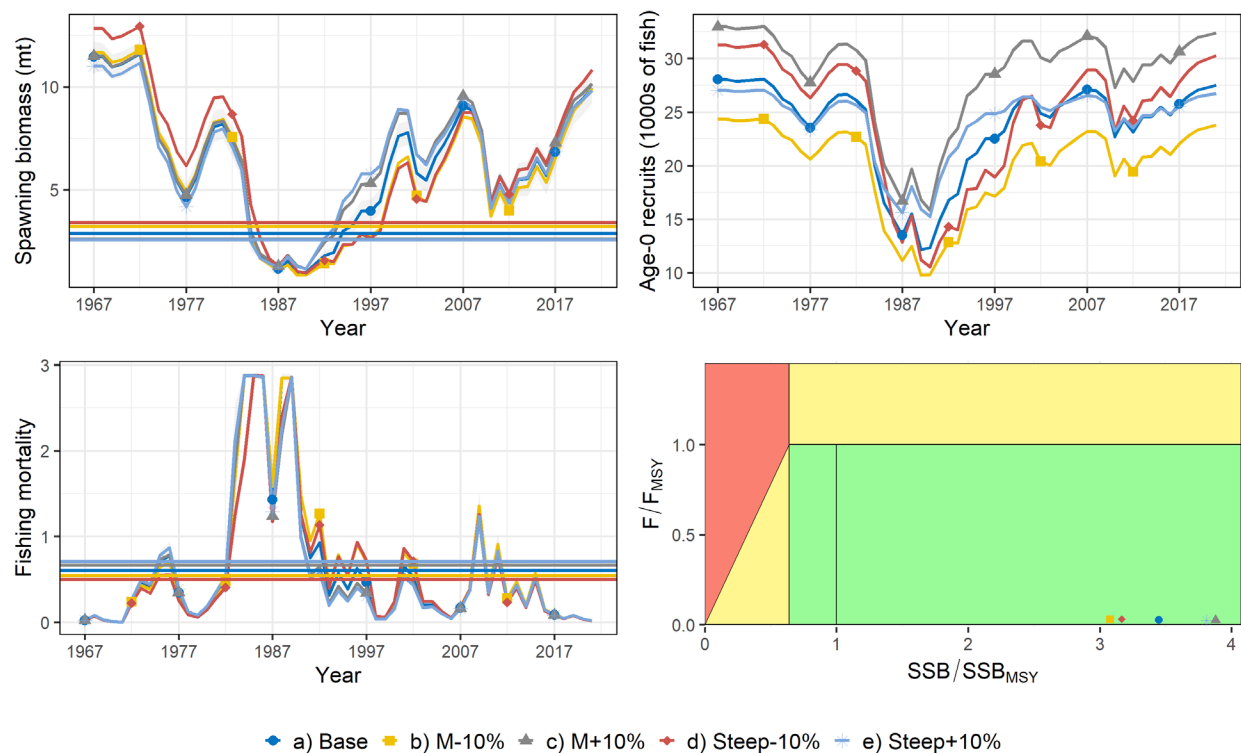 Spawning biomass (mt)
10
5
1967 1977 1987 1997 2007 2017
Year
Age-0 recruits (1000s of fish)
30
25
20
15
10
1967 1977 1987 1997 2007 2017
Year
Fishing mortality
3
2
1
0
1967 1977 1987 1997 2007 2017
Year
F/F_MSY
1.0
0.5
0.0
0 1 2 3 4
SSB/SSB_MSY
a) Base b) M-10% c) M+10% d) Steep-10% e) Steep+10%